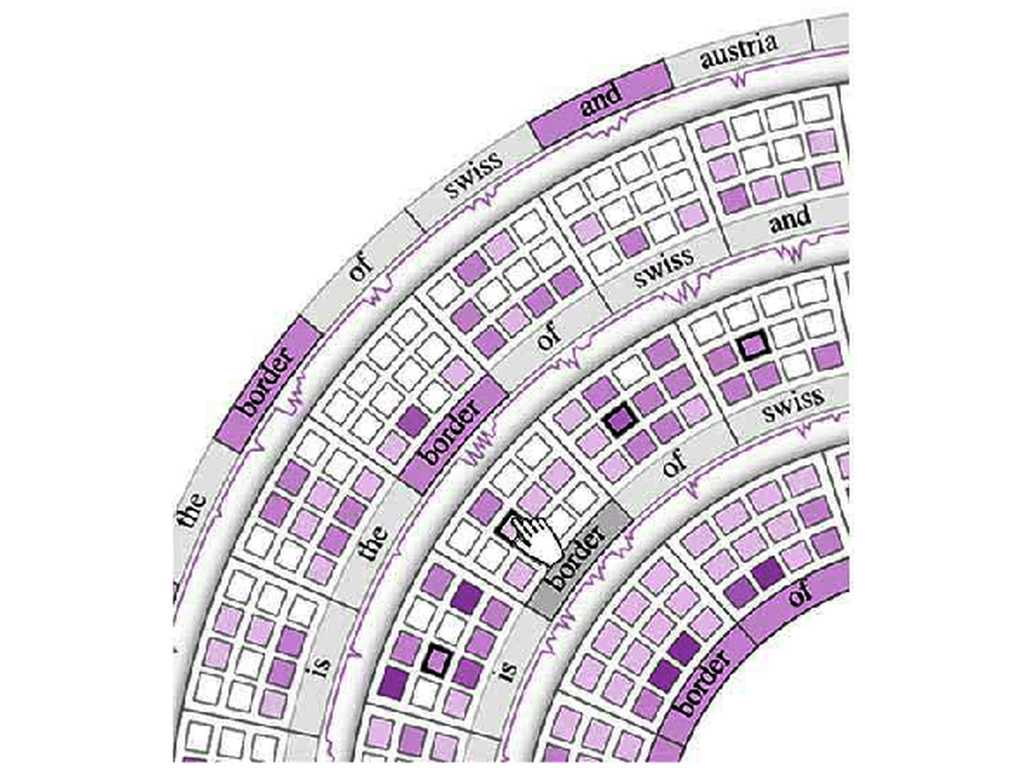 the border of swiss and austria
is the border of swiss and
is border of swiss
border of